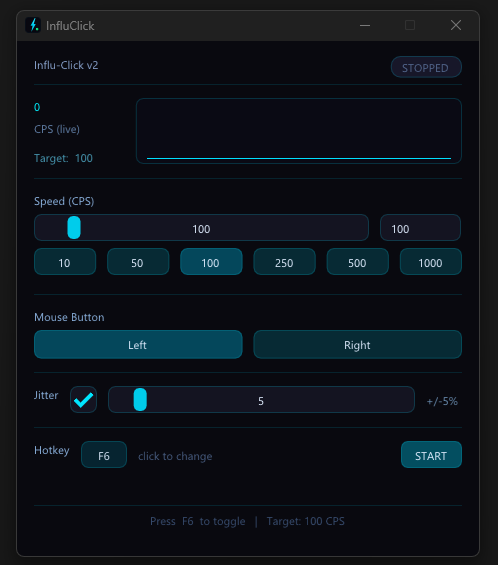 InfluClick
Influ-Click v2
STOPPED
0
CPS (live)
Target: 100
Speed (CPS)
100
100
10 50 100 250 500 1000
Mouse Button
Left Right
Jitter 5 +/-5%
Hotkey F6 click to change START
Press F6 to toggle | Target: 100 CPS